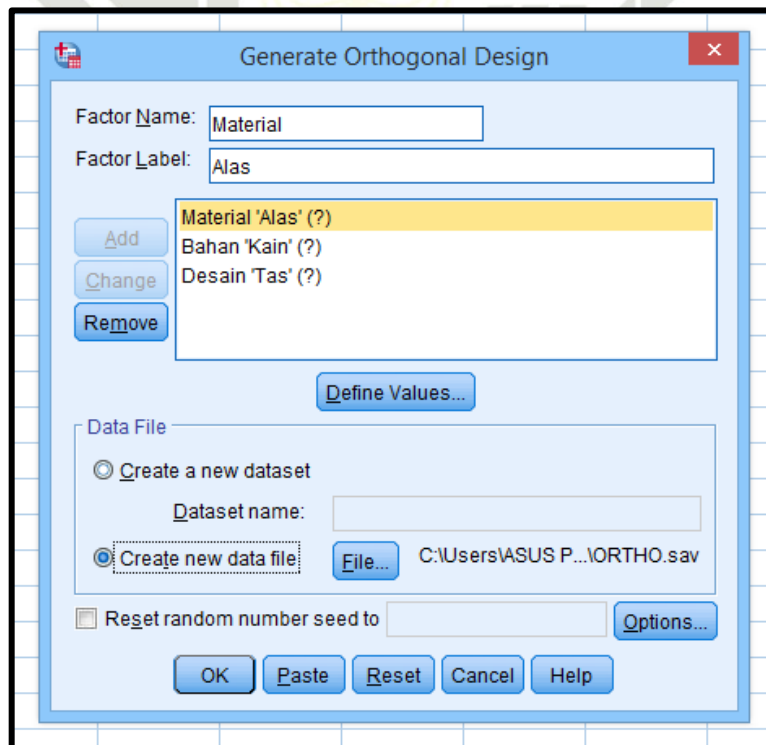 Generate Orthogonal Design
Factor Name: Material
Factor Label: Alas
Add
Change
Remove
Material 'Alas' (?)
Bahan 'Kain' (?)
Desain 'Tas' (?)
Define Values...
Data File
Create a new dataset
Dataset name:
Create new data file File... C:\Users\ASUS P...\ORTHO.sav
Reset random number seed to Options...
OK Paste Reset Cancel Help